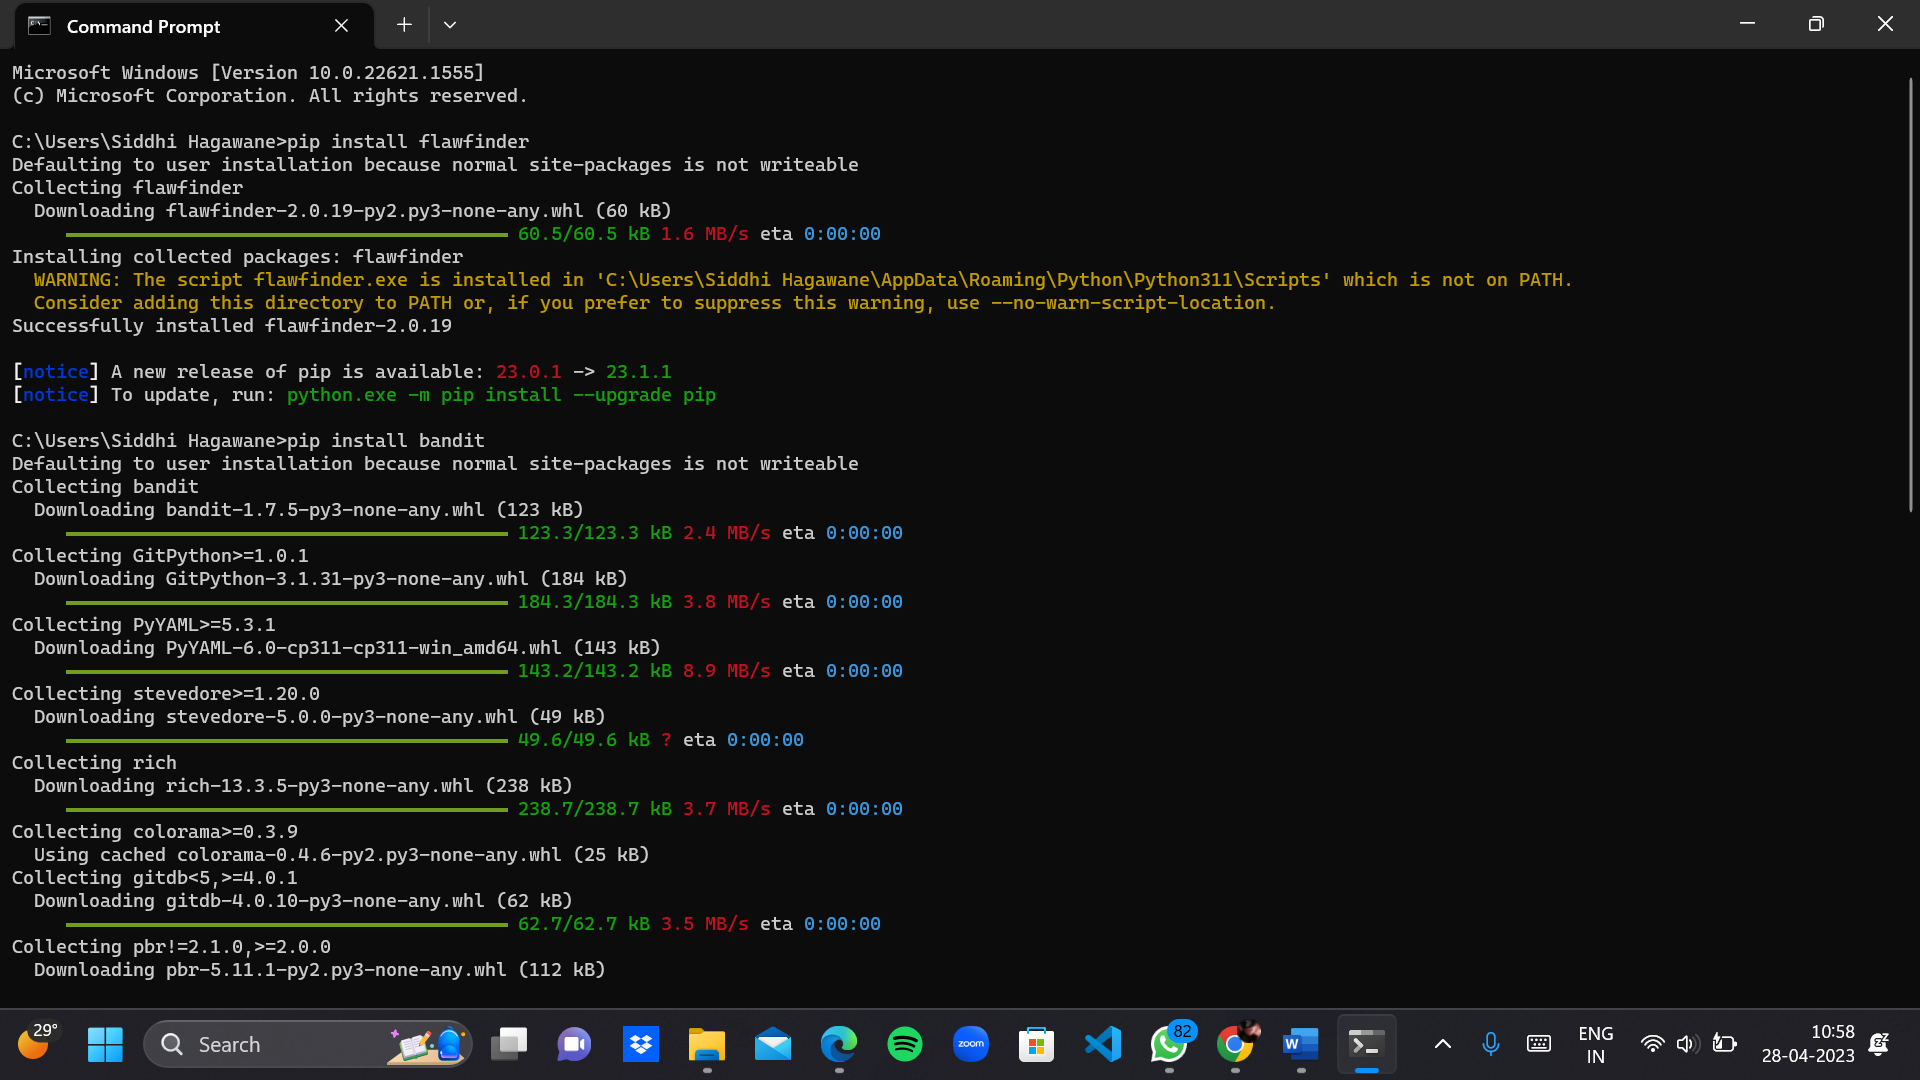 Command Prompt
Microsoft Windows [Version 10.0.22621.1555]
(c) Microsoft Corporation. All rights reserved.
C:\Users\Siddhi Hagawane>pip install flawfinder
Defaulting to user installation because normal site-packages is not writeable
Collecting flawfinder
  Downloading flawfinder-2.0.19-py2.py3-none-any.whl (60 kB)
60.5/60.5 kB 1.6 MB/s eta 0:00:00
Installing collected packages: flawfinder
  WARNING: The script flawfinder.exe is installed in 'C:\Users\Siddhi Hagawane\AppData\Roaming\Python\Python311\Scripts' which is not on PATH.
  Consider adding this directory to PATH or, if you prefer to suppress this warning, use --no-warn-script-location.
Successfully installed flawfinder-2.0.19
[notice] A new release of pip is available: 23.0.1 -> 23.1.1
[notice] To update, run: python.exe -m pip install --upgrade pip
C:\Users\Siddhi Hagawane>pip install bandit
Defaulting to user installation because normal site-packages is not writeable
Collecting bandit
  Downloading bandit-1.7.5-py3-none-any.whl (123 kB)
123.3/123.3 kB 2.4 MB/s eta 0:00:00
Collecting GitPython>=1.0.1
  Downloading GitPython-3.1.31-py3-none-any.whl (184 kB)
184.3/184.3 kB 3.8 MB/s eta 0:00:00
Collecting PyYAML>=5.3.1
  Downloading PyYAML-6.0-cp311-cp311-win_amd64.whl (143 kB)
143.2/143.2 kB 8.9 MB/s eta 0:00:00
Collecting stevedore>=1.20.0
  Downloading stevedore-5.0.0-py3-none-any.whl (49 kB)
49.6/49.6 kB ? eta 0:00:00
Collecting rich
  Downloading rich-13.3.5-py3-none-any.whl (238 kB)
238.7/238.7 kB 3.7 MB/s eta 0:00:00
Collecting colorama>=0.3.9
  Using cached colorama-0.4.6-py2.py3-none-any.whl (25 kB)
Collecting gitdb<5,>=4.0.1
  Downloading gitdb-4.0.10-py3-none-any.whl (62 kB)
62.7/62.7 kB 3.5 MB/s eta 0:00:00
Collecting pbr!=2.1.0,>=2.0.0
  Downloading pbr-5.11.1-py2.py3-none-any.whl (112 kB)
29°
Search
zoom
82
W
ENG
IN
10:58
28-04-2023